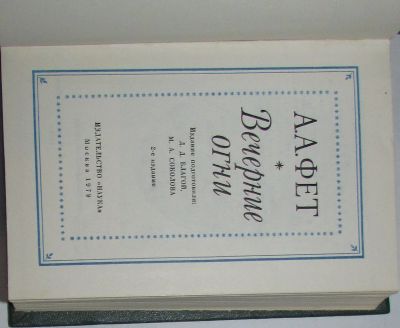 А.А.ФЕТ
*
Вечерние
огни
Издание подготовили:
Д. Д. БЛАГОЙ,
М. А. СОКОЛОВА
2-е издание
ИЗДАТЕЛЬСТВО «НАУКА»
Москва 1979